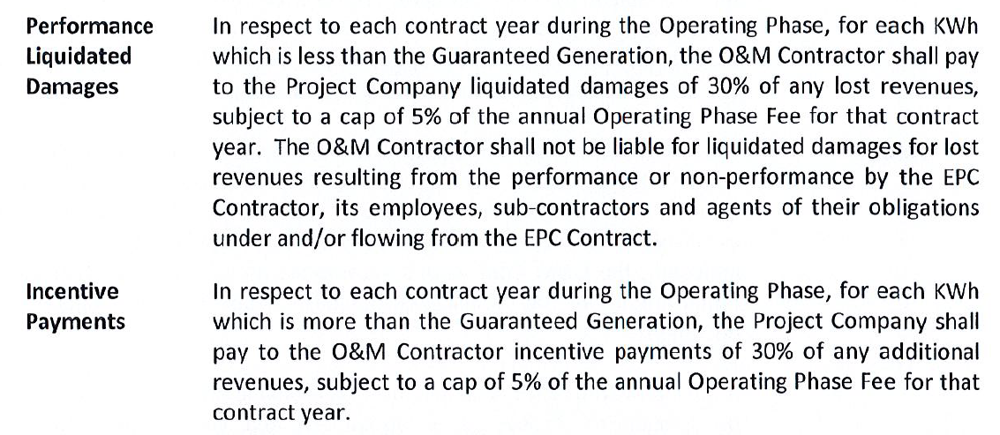 Performance
Liquidated
Damages
In respect to each contract year during the Operating Phase, for each KWh
which is less than the Guaranteed Generation, the O&M Contractor shall pay
to the Project Company liquidated damages of 30% of any lost revenues,
subject to a cap of 5% of the annual Operating Phase Fee for that contract
year. The O&M Contractor shall not be liable for liquidated damages for lost
revenues resulting from the performance or non-performance by the EPC
Contractor, its employees, sub-contractors and agents of their obligations
under and/or flowing from the EPC Contract.
Incentive
Payments
In respect to each contract year during the Operating Phase, for each KWh
which is more than the Guaranteed Generation, the Project Company shall
pay to the O&M Contractor incentive payments of 30% of any additional
revenues, subject to a cap of 5% of the annual Operating Phase Fee for that
contract year.